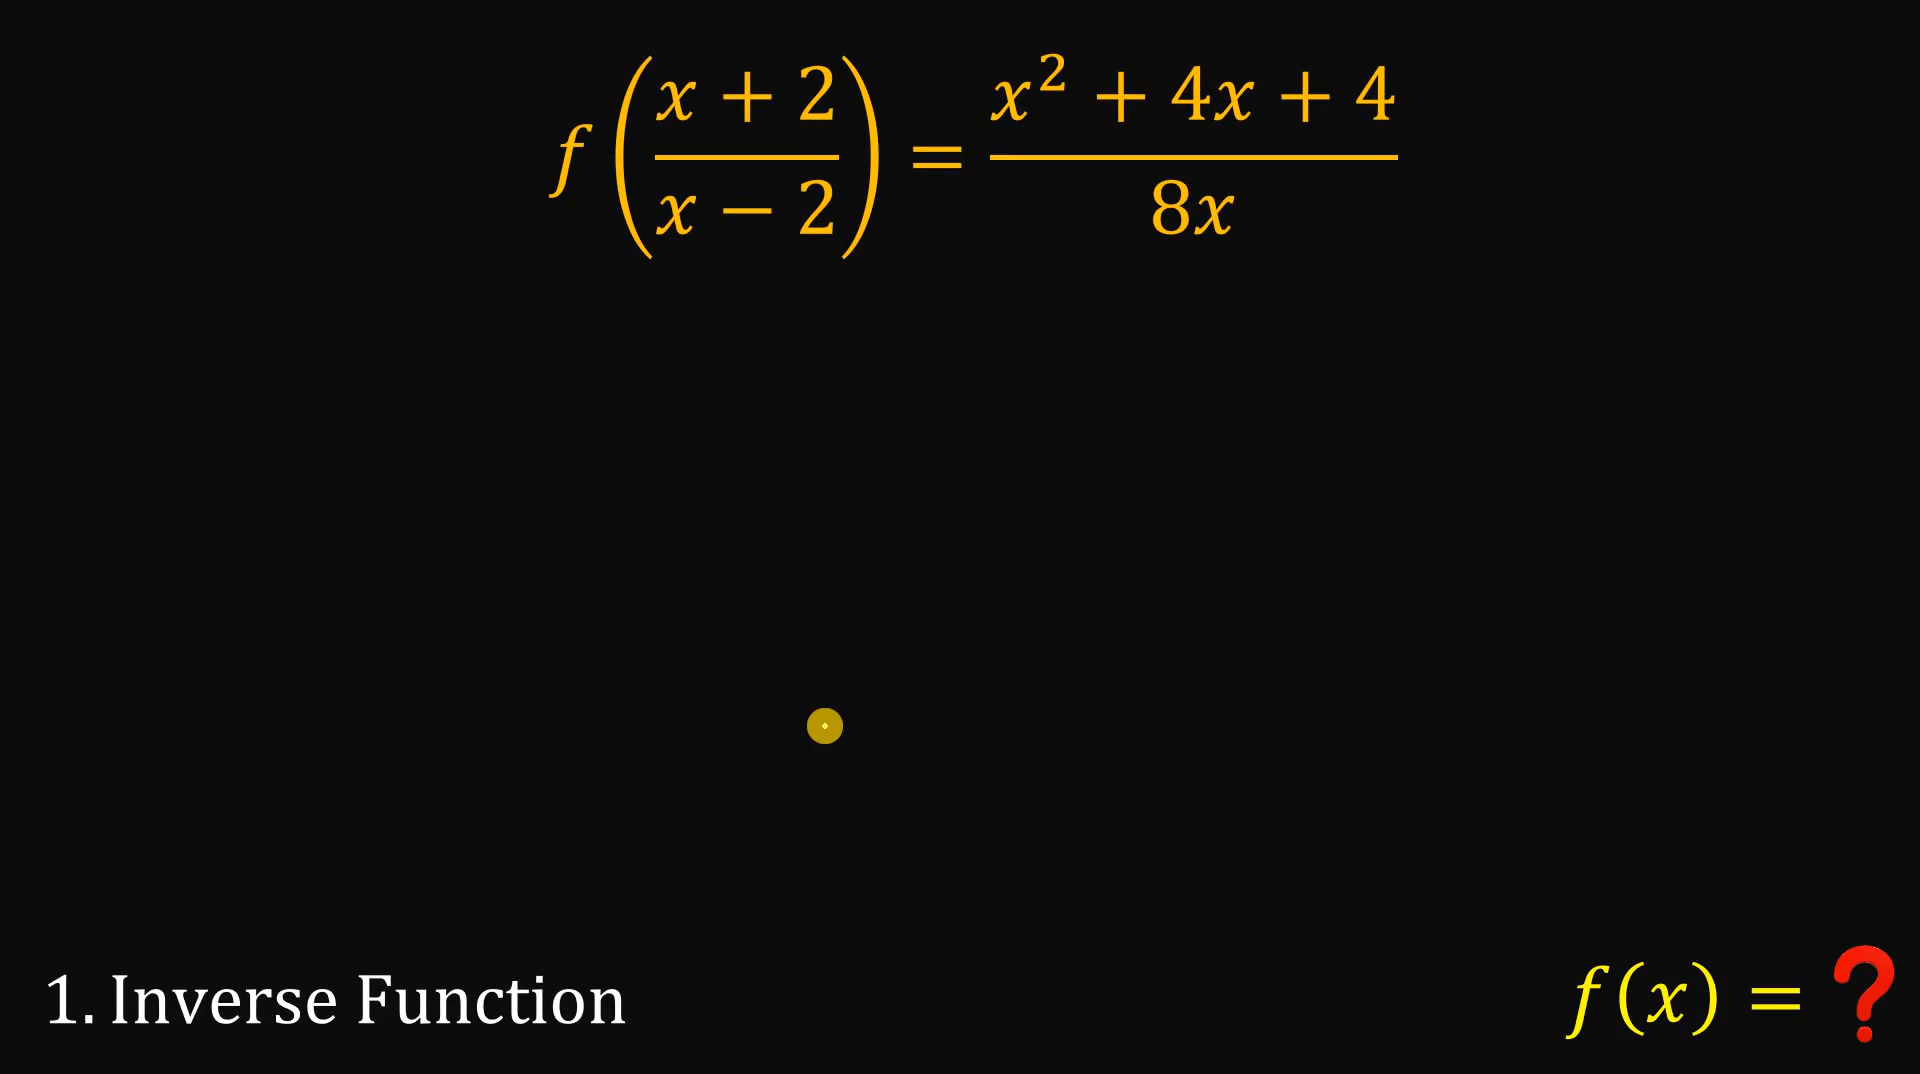 f((x + 2)/(x − 2)) = (x² + 4x + 4)/(8x)
1. Inverse Function
f(x) = ❓